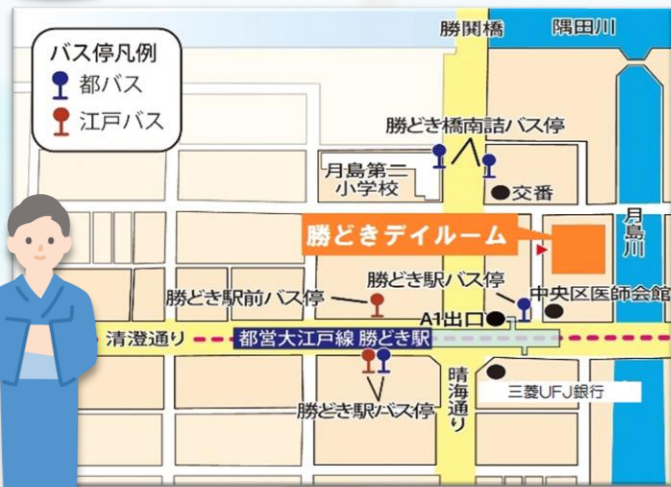 バス停凡例
都バス
江戸バス
勝関橋
隅田川
勝どき橋南詰バス停
月島第二
小学校
交番
勝どきデイルーム
月島川
勝どき駅バス停
勝どき駅前バス停
中央区医師会館
A1出口
清澄通り
都営大江戸線 勝どき駅
勝どき駅バス停
晴海通り
三菱UFJ銀行